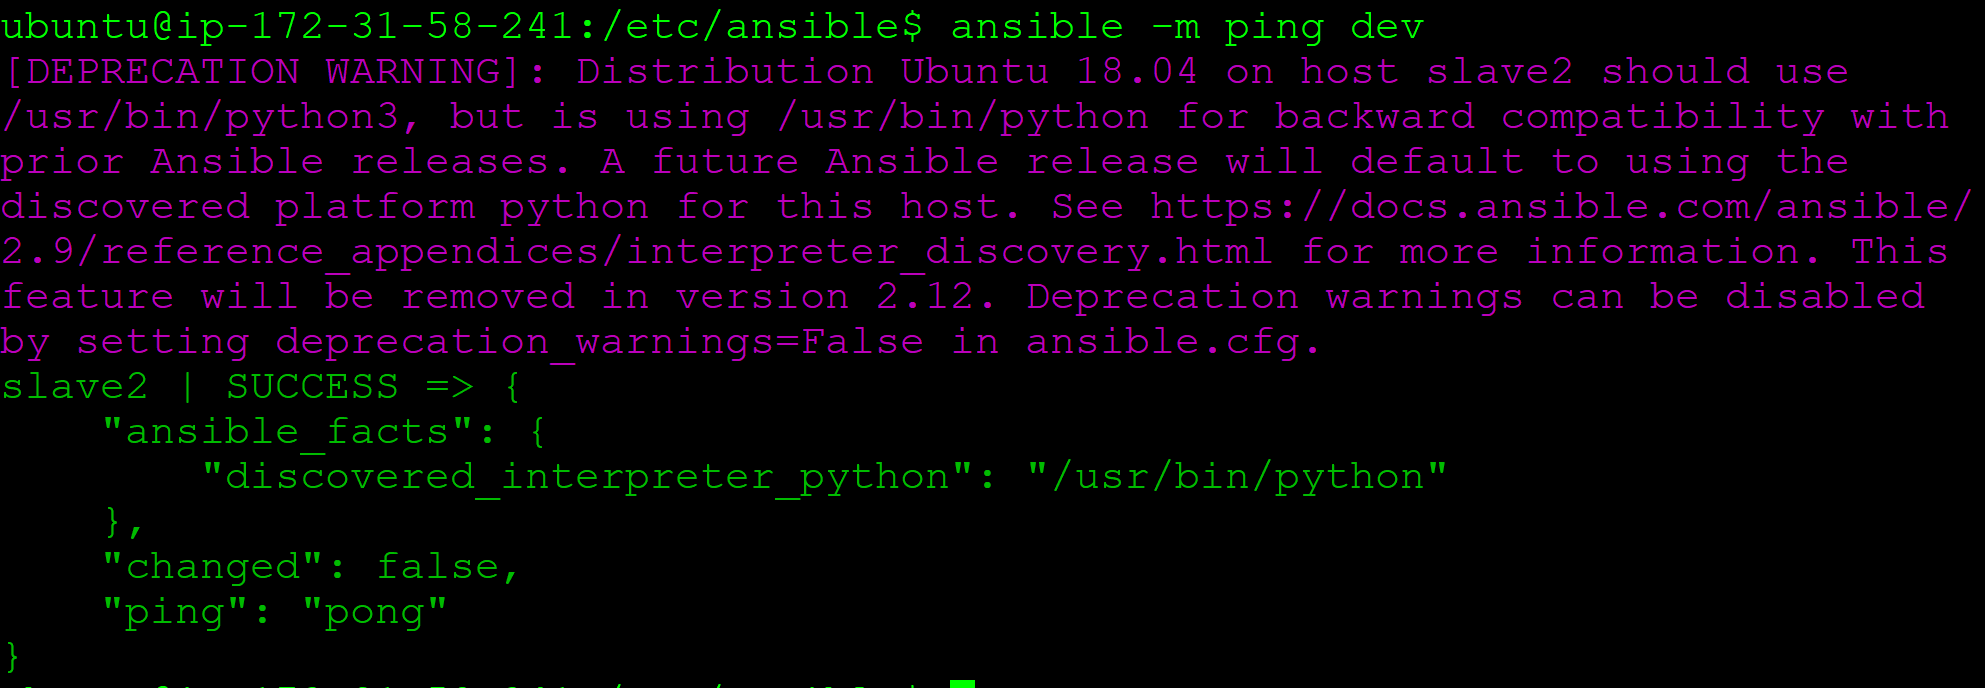 ubuntu@ip-172-31-58-241:/etc/ansible$ ansible -m ping dev
[DEPRECATION WARNING]: Distribution Ubuntu 18.04 on host slave2 should use
/usr/bin/python3, but is using /usr/bin/python for backward compatibility with
prior Ansible releases. A future Ansible release will default to using the
discovered platform python for this host. See https://docs.ansible.com/ansible/
2.9/reference_appendices/interpreter_discovery.html for more information. This
feature will be removed in version 2.12. Deprecation warnings can be disabled
by setting deprecation_warnings=False in ansible.cfg.
slave2 | SUCCESS => {
    "ansible_facts": {
        "discovered_interpreter_python": "/usr/bin/python"
    },
    "changed": false,
    "ping": "pong"
}